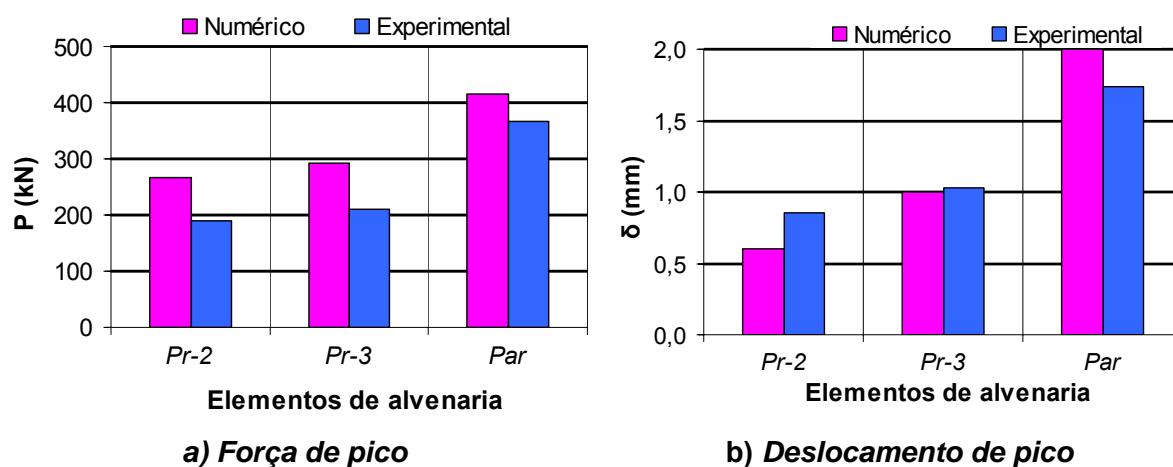 Numérico Experimental
500
400
300
200
100
0
P (kN)
Pr-2 Pr-3 Par
Elementos de alvenaria
a) Força de pico
Numérico Experimental
2,0
1,5
1,0
0,5
0,0
δ (mm)
Pr-2 Pr-3 Par
Elementos de alvenaria
b) Deslocamento de pico